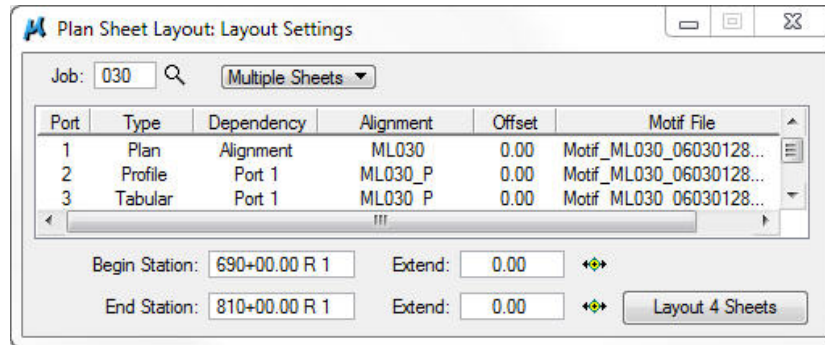 Plan Sheet Layout: Layout Settings
Job: 030 Multiple Sheets
Port Type Dependency Alignment Offset Motif File
1 Plan Alignment ML030 0.00 Motif_ML030_06030128...
2 Profile Port 1 ML030_P 0.00 Motif_ML030_06030128...
3 Tabular Port 1 ML030_P 0.00 Motif_ML030_06030128...
Begin Station: 690+00.00 R 1 Extend: 0.00
End Station: 810+00.00 R 1 Extend: 0.00 Layout 4 Sheets